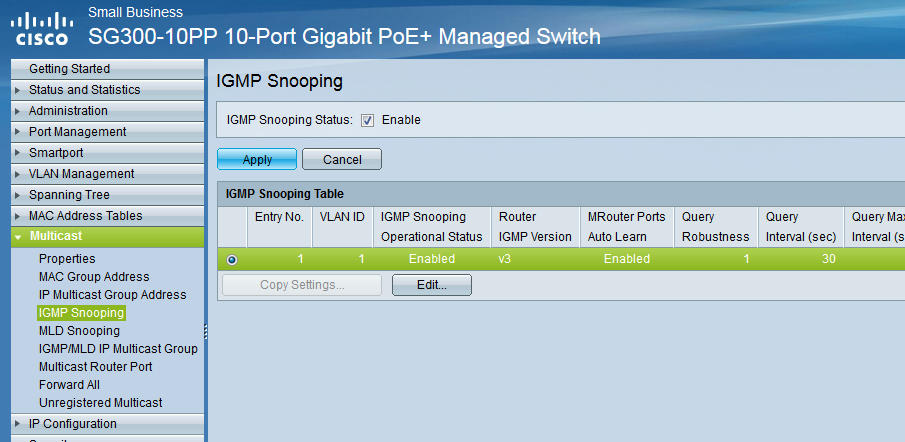 Small Business
CISCO
SG300-10PP 10-Port Gigabit PoE+ Managed Switch
Getting Started
Status and Statistics
Administration
Port Management
Smartport
VLAN Management
Spanning Tree
MAC Address Tables
Multicast
Properties
MAC Group Address
IP Multicast Group Address
IGMP Snooping
MLD Snooping
IGMP/MLD IP Multicast Group
Multicast Router Port
Forward All
Unregistered Multicast
IP Configuration
IGMP Snooping
IGMP Snooping Status: Enable
Apply Cancel
IGMP Snooping Table
Entry No. VLAN ID IGMP Snooping Router MRouter Ports Query Query Query Max
Operational Status IGMP Version Auto Learn Robustness Interval (sec) Interval (s
1 1 Enabled v3 Enabled 1 30
Copy Settings... Edit...